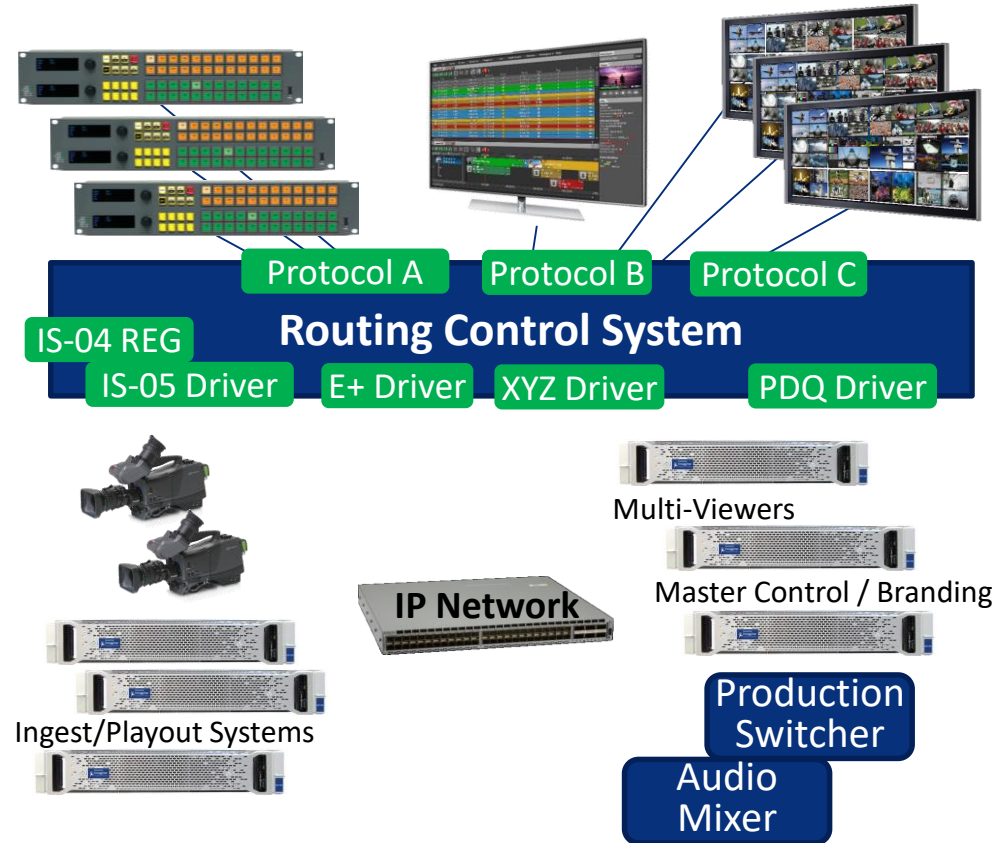 Protocol A
Protocol B
Protocol C
Routing Control System
IS-04 REG
IS-05 Driver
E+ Driver
XYZ Driver
PDQ Driver
Multi-Viewers
IP Network
Master Control / Branding
Ingest/Playout Systems
Production
Switcher
Audio
Mixer